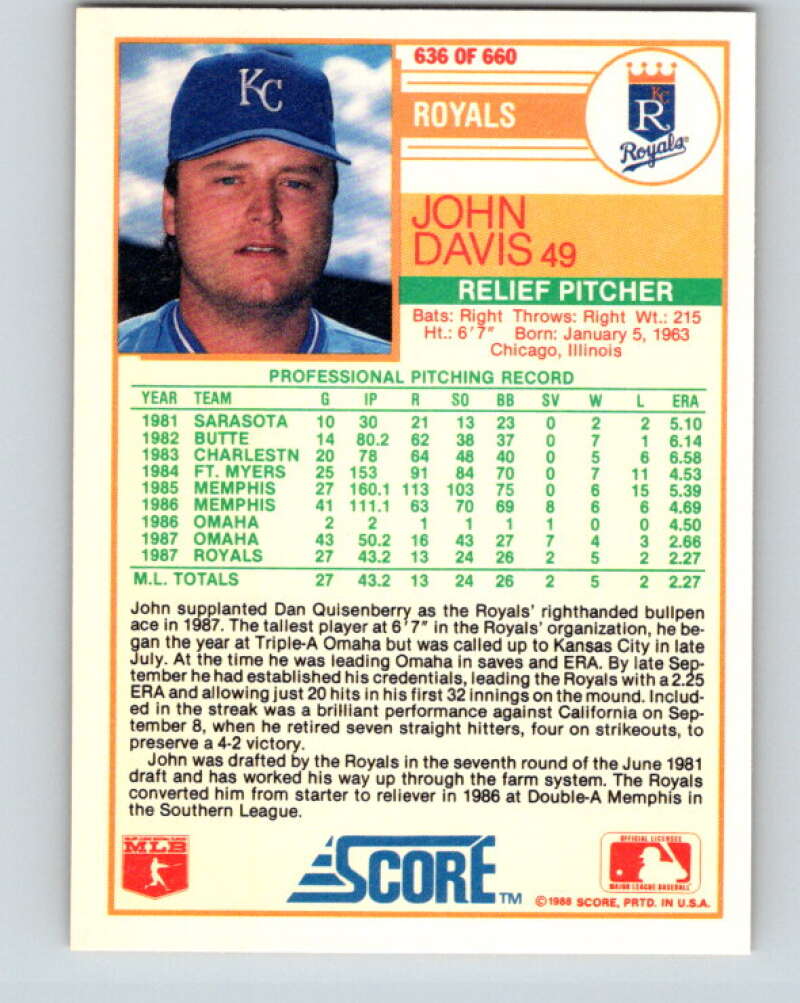 636 OF 660
KC
ROYALS
KC
R
Royals
JOHN
DAVIS 49
RELIEF PITCHER
Bats: Right Throws: Right Wt.: 215
Ht.: 6'7" Born: January 5, 1963
Chicago, Illinois
PROFESSIONAL PITCHING RECORD
YEAR TEAM G IP R SO BB SV W L ERA
1981 SARASOTA 10 30 21 13 23 0 2 2 5.10
1982 BUTTE 14 80.2 62 38 37 0 7 1 6.14
1983 CHARLESTN 20 78 64 48 40 0 5 6 6.58
1984 FT. MYERS 25 153 91 84 70 0 7 11 4.53
1985 MEMPHIS 27 160.1 113 103 75 0 6 15 5.39
1986 MEMPHIS 41 111.1 63 70 69 8 6 6 4.69
1986 OMAHA 2 2 1 1 1 1 0 0 4.50
1987 OMAHA 43 50.2 16 43 27 7 4 3 2.66
1987 ROYALS 27 43.2 13 24 26 2 5 2 2.27
M.L. TOTALS 27 43.2 13 24 26 2 5 2 2.27
John supplanted Dan Quisenberry as the Royals' righthanded bullpen
ace in 1987. The tallest player at 6'7" in the Royals' organization, he be-
gan the year at Triple-A Omaha but was called up to Kansas City in late
July. At the time he was leading Omaha in saves and ERA. By late Sep-
tember he had established his credentials, leading the Royals with a 2.25
ERA and allowing just 20 hits in his first 32 innings on the mound. Includ-
ed in the streak was a brilliant performance against California on Sep-
tember 8, when he retired seven straight hitters, four on strikeouts, to
preserve a 4-2 victory.
John was drafted by the Royals in the seventh round of the June 1981
draft and has worked his way up through the farm system. The Royals
converted him from starter to reliever in 1986 at Double-A Memphis in
the Southern League.
MLB
SCORE TM
OFFICIAL LICENSEE
MAJOR LEAGUE BASEBALL
©1988 SCORE, PRTD. IN U.S.A.